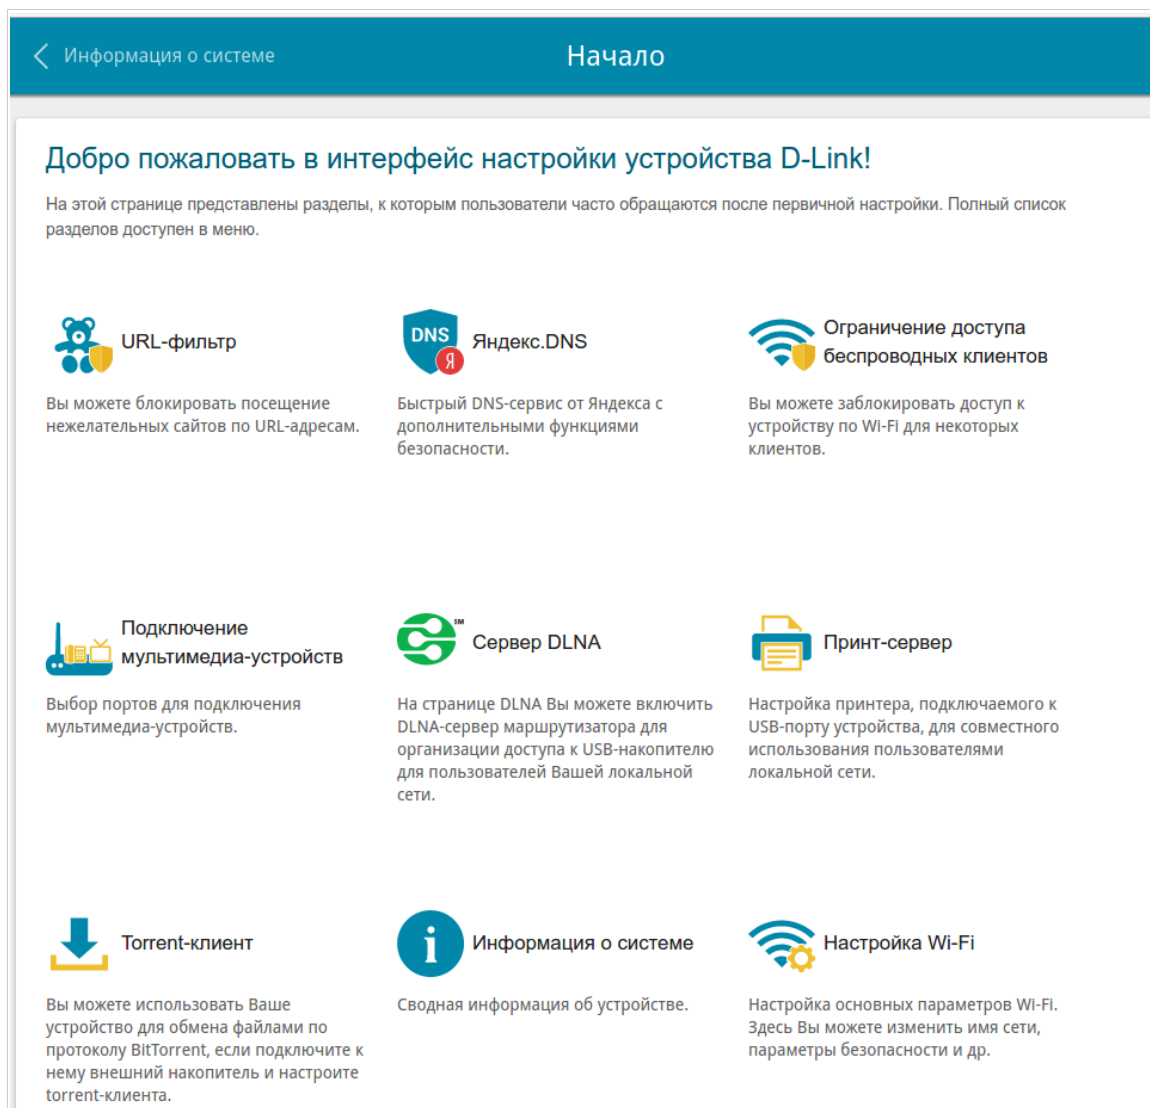 Информация о системе
Начало
Добро пожаловать в интерфейс настройки устройства D-Link!
На этой странице представлены разделы, к которым пользователи часто обращаются после первичной настройки. Полный список
разделов доступен в меню.
URL-фильтр
Вы можете блокировать посещение
нежелательных сайтов по URL-адресам.
DNS
Я
Яндекс.DNS
Быстрый DNS-сервис от Яндекса с
дополнительными функциями
безопасности.
Ограничение доступа
беспроводных клиентов
Вы можете заблокировать доступ к
устройству по Wi-Fi для некоторых
клиентов.
Подключение
мультимедиа-устройств
Выбор портов для подключения
мультимедиа-устройств.
SM
Сервер DLNA
На странице DLNA Вы можете включить
DLNA-сервер маршрутизатора для
организации доступа к USB-накопителю
для пользователей Вашей локальной
сети.
Принт-сервер
Настройка принтера, подключаемого к
USB-порту устройства, для совместного
использования пользователями
локальной сети.
Torrent-клиент
Вы можете использовать Ваше
устройство для обмена файлами по
протоколу BitTorrent, если подключите к
нему внешний накопитель и настроите
torrent-клиента.
i
Информация о системе
Сводная информация об устройстве.
Настройка Wi-Fi
Настройка основных параметров Wi-Fi.
Здесь Вы можете изменить имя сети,
параметры безопасности и др.